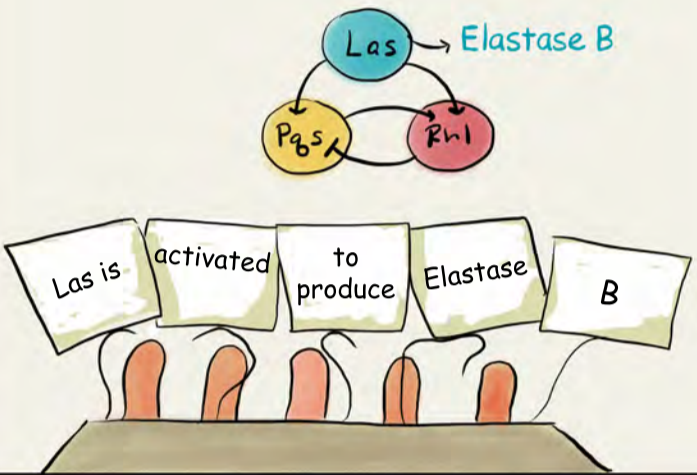 Las → Elastase B
Pqs
Rhl
Las is
activated
to
produce
Elastase
B